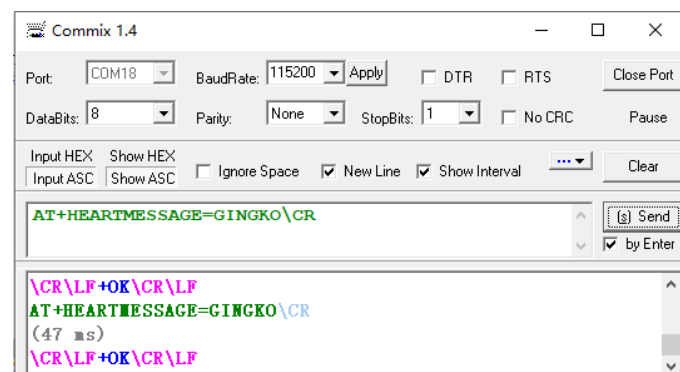 Commix 1.4
Port: COM18 BaudRate: 115200 Apply DTR RTS Close Port
DataBits: 8 Parity: None StopBits: 1 No CRC Pause
Input HEX Show HEX
Input ASC Show ASC Ignore Space New Line Show Interval ... Clear
AT+HEARTMESSAGE=GINGKO\CR (s) Send
by Enter
\CR\LF+OK\CR\LF
AT+HEARTMESSAGE=GINGKO\CR
(47 ms)
\CR\LF+OK\CR\LF